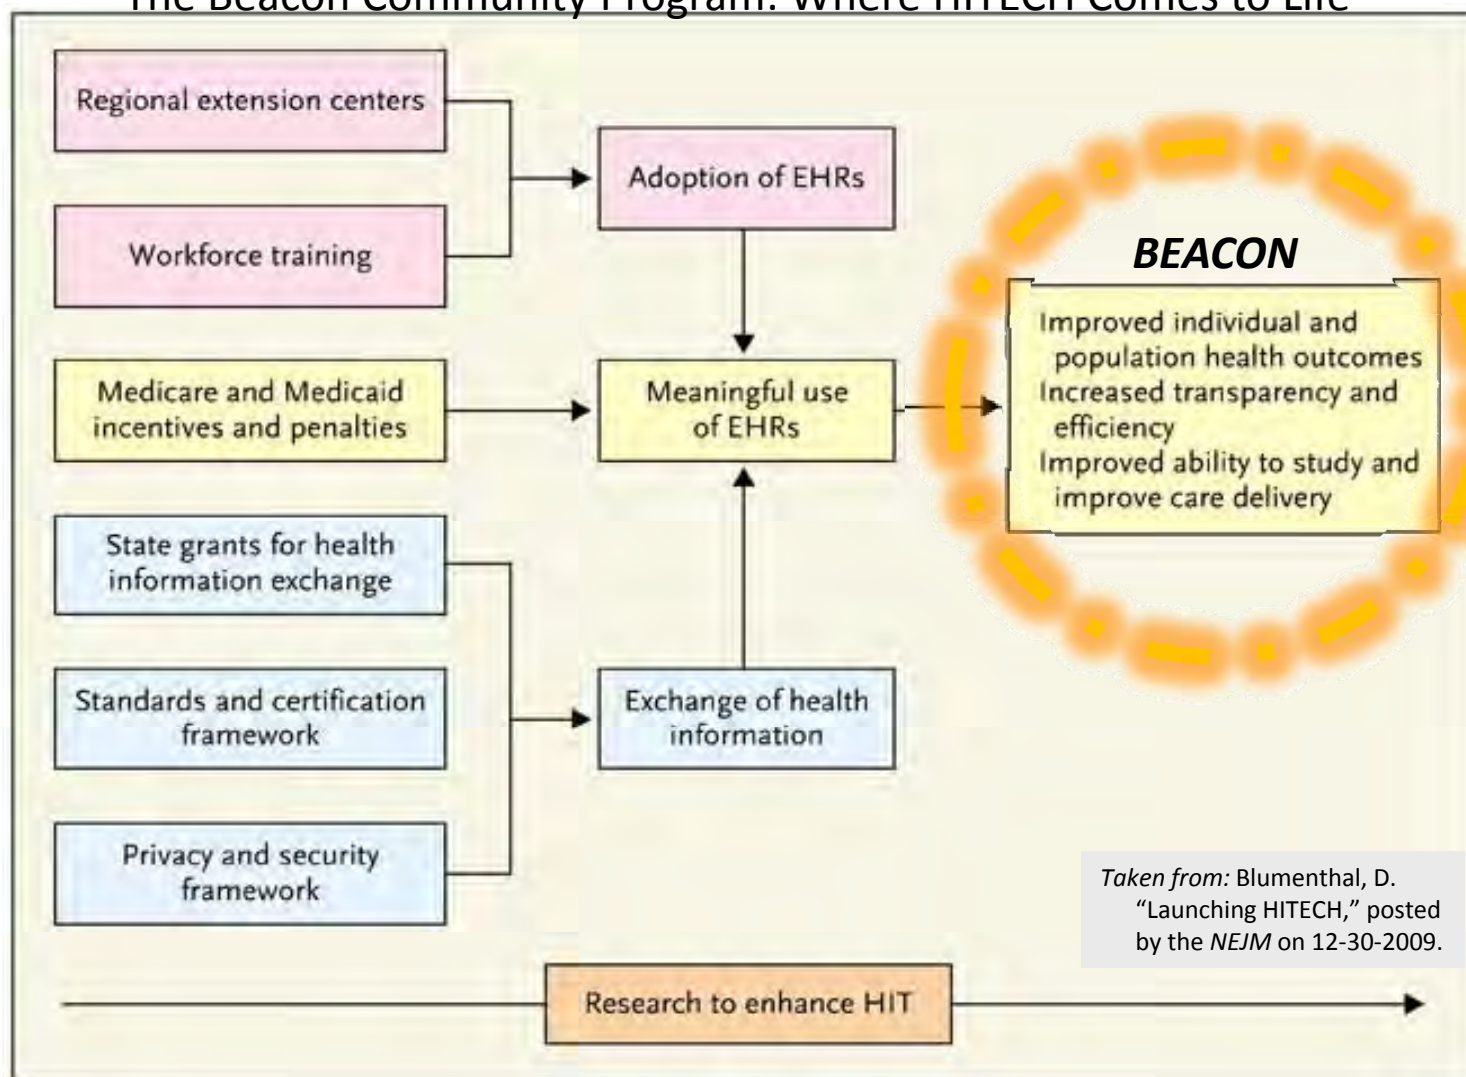 The Beacon Community Program: Where HITECH Comes to Life
Regional extension centers
Workforce training
Adoption of EHRs
Medicare and Medicaid
incentives and penalties
Meaningful use
of EHRs
BEACON
Improved individual and
population health outcomes
Increased transparency and
efficiency
Improved ability to study and
improve care delivery
State grants for health
information exchange
Standards and certification
framework
Privacy and security
framework
Exchange of health
information
Taken from: Blumenthal, D.
“Launching HITECH,” posted
by the NEJM on 12-30-2009.
Research to enhance HIT